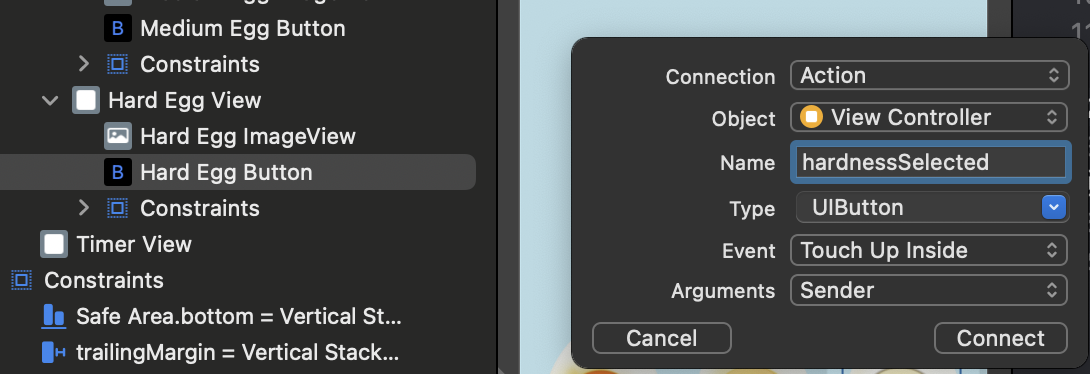 B Medium Egg Button
Constraints
Hard Egg View
Hard Egg ImageView
B Hard Egg Button
Constraints
Timer View
Constraints
Safe Area.bottom = Vertical St...
trailingMargin = Vertical Stack...
Connection Action
Object View Controller
Name hardnessSelected
Type UIButton
Event Touch Up Inside
Arguments Sender
Cancel Connect